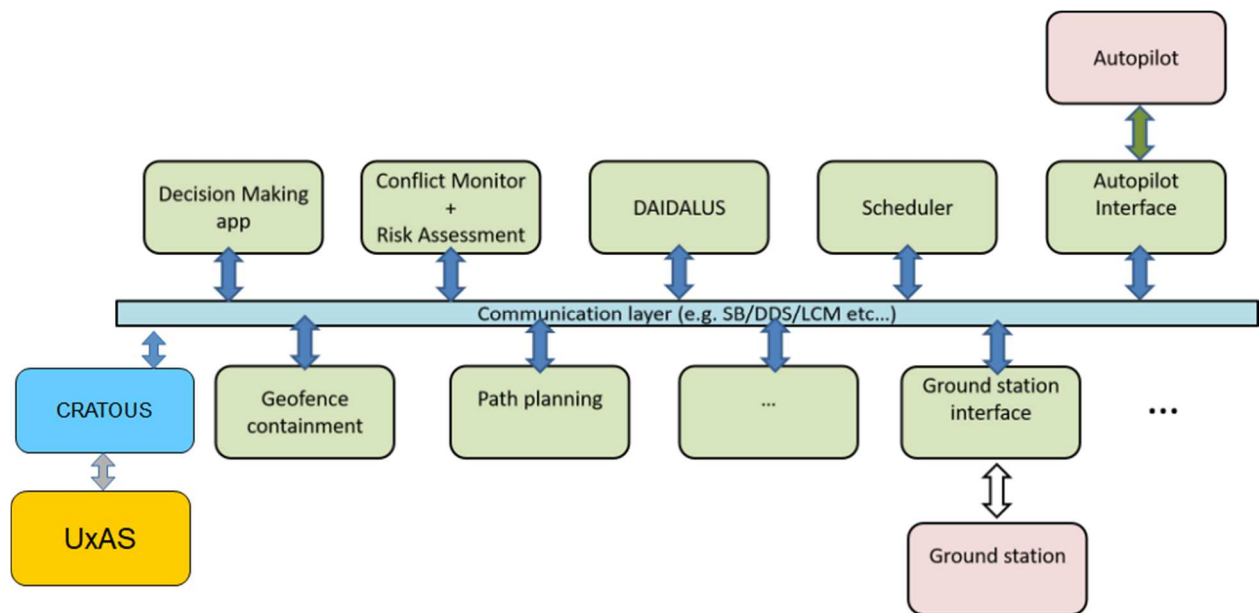 Autopilot
Decision Making
app
Conflict Monitor
+
Risk Assessment
DAIDALUS
Scheduler
Autopilot
Interface
Communication layer (e.g. SB/DDS/LCM etc...)
CRATOUS
Geofence
containment
Path planning
...
Ground station
interface
...
UxAS
Ground station